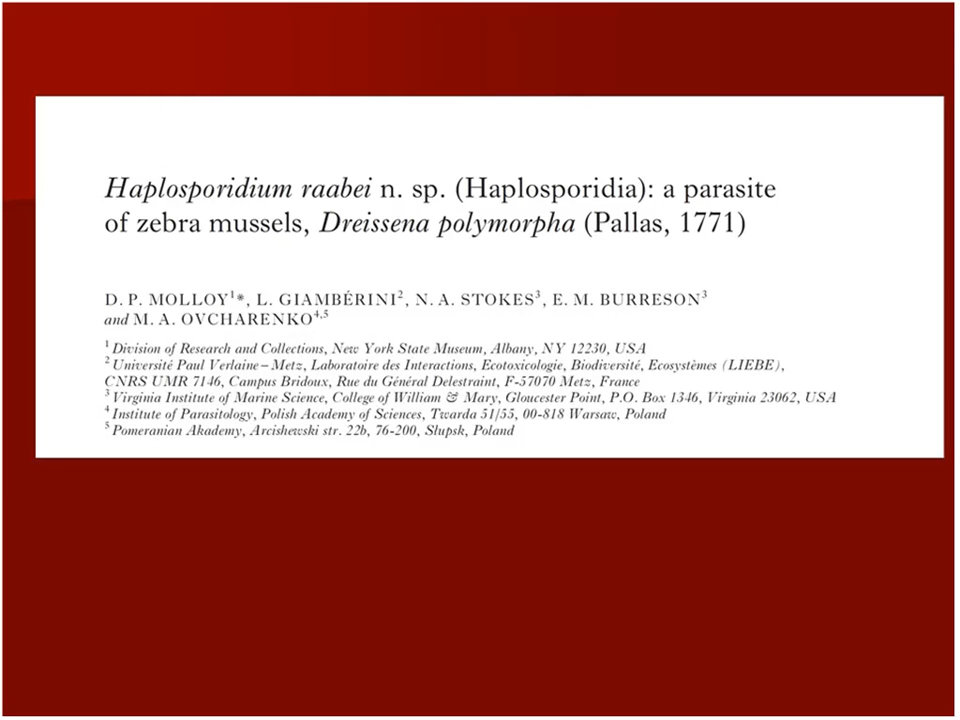 Haplosporidium raabei n. sp. (Haplosporidia): a parasite
of zebra mussels, Dreissena polymorpha (Pallas, 1771)
D. P. MOLLOY1*, L. GIAMBÉRINI2, N. A. STOKES3, E. M. BURRESON3
and M. A. OVCHARENKO4,5
1 Division of Research and Collections, New York State Museum, Albany, NY 12230, USA
2 Université Paul Verlaine–Metz, Laboratoire des Interactions, Ecotoxicologie, Biodiversité, Ecosystèmes (LIEBE),
CNRS UMR 7146, Campus Bridoux, Rue du Général Delestraint, F-57070 Metz, France
3 Virginia Institute of Marine Science, College of William & Mary, Gloucester Point, P.O. Box 1346, Virginia 23062, USA
4 Institute of Parasitology, Polish Academy of Sciences, Twarda 51/55, 00-818 Warsaw, Poland
5 Pomeranian Akademy, Arcishewski str. 22b, 76-200, Słupsk, Poland